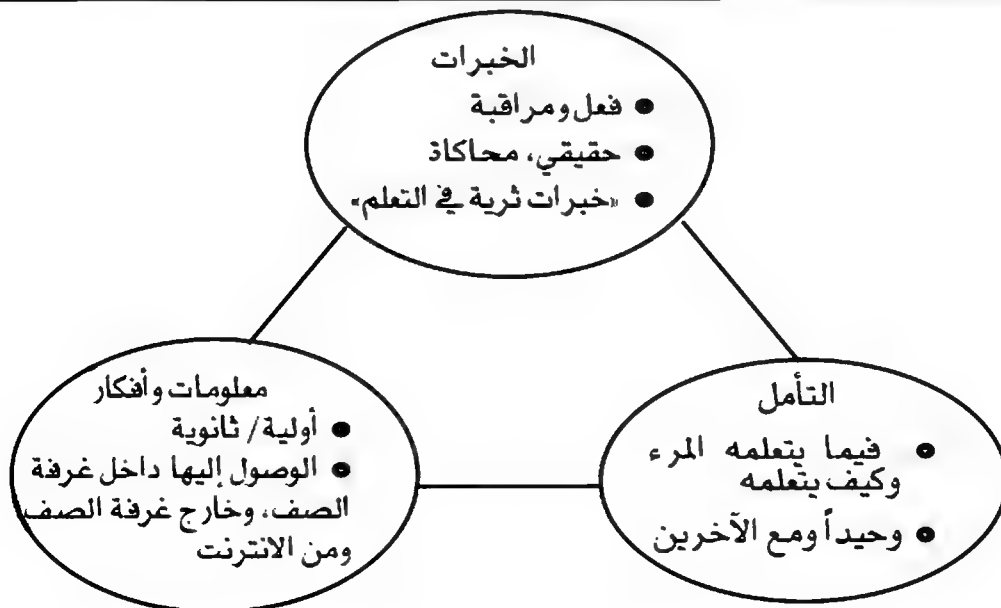 الخبرات
● فعل ومراقبة
● حقيقي، محاكاة
● «خبرات ثرية في التعلم»
معلومات وأفكار
● أولية / ثانوية
● الوصول إليها داخل غرفة
الصف، وخارج غرفة الصف
ومن الانترنت
التأمل
● فيما يتعلمه المرء
وكيف يتعلمه
● وحيداً ومع الآخرين